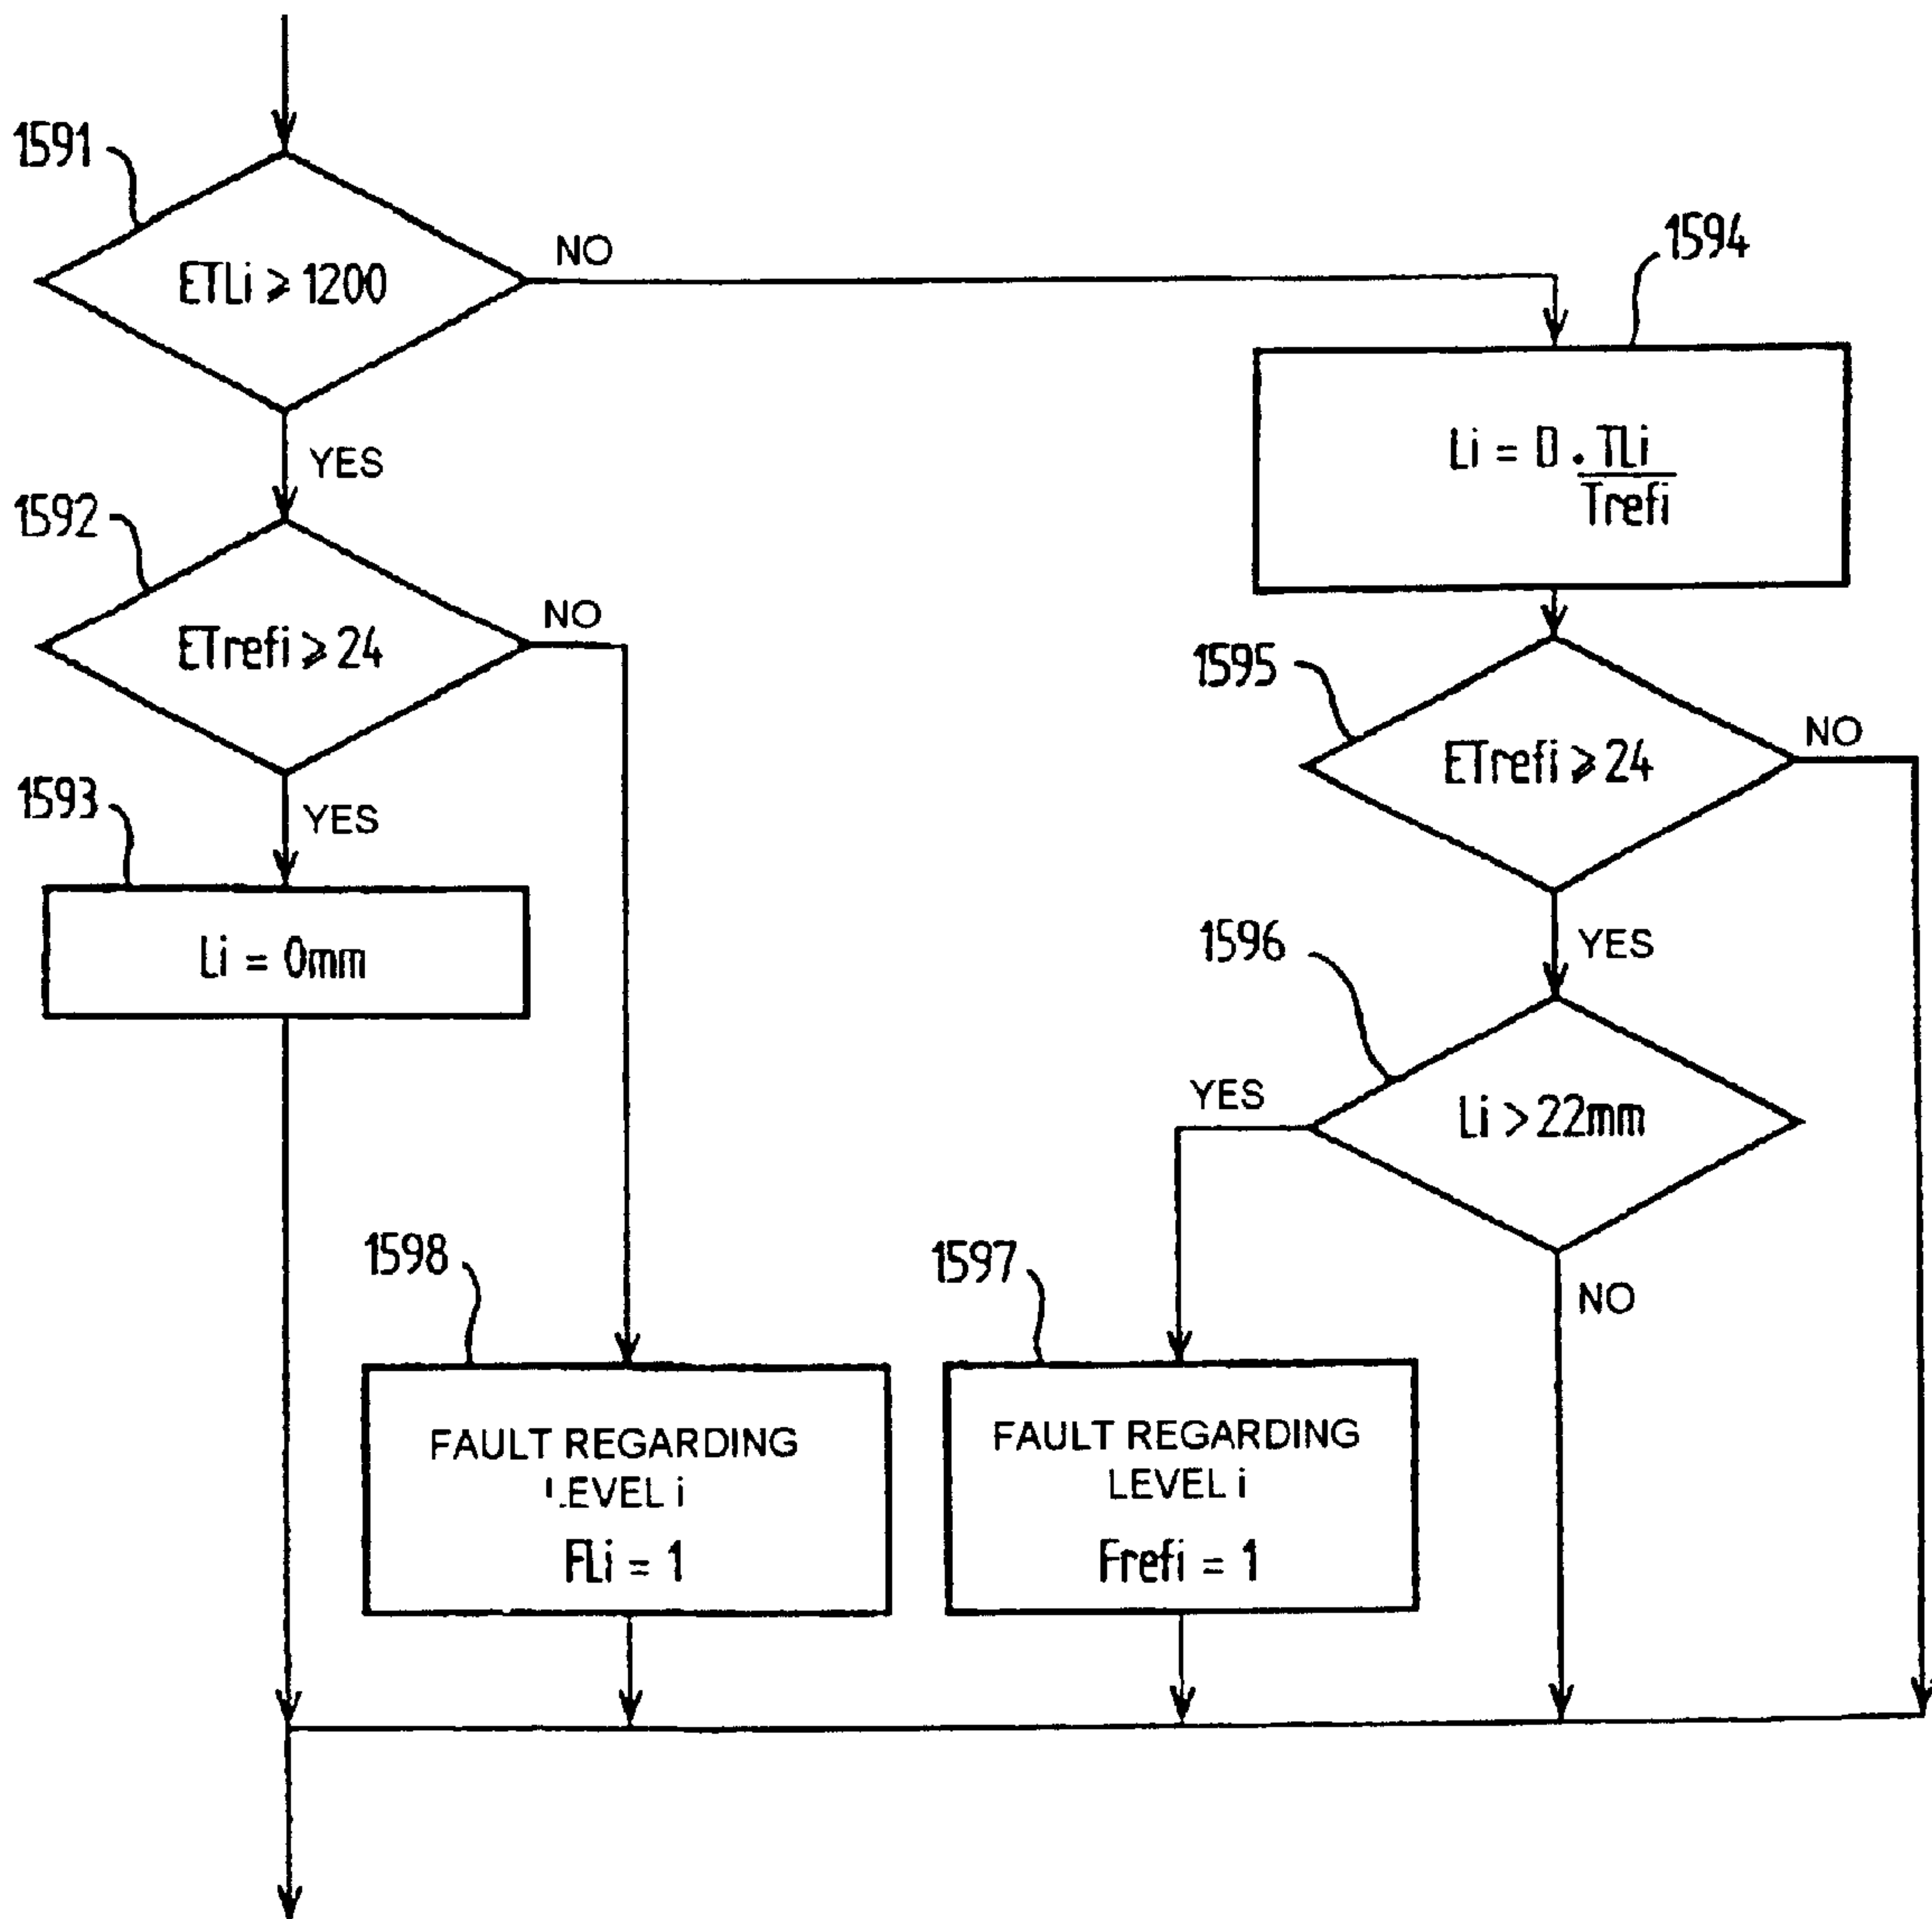 1591
ETLi ⩾ 1200
NO
YES
1592
ETrefi ⩾ 24
NO
YES
1593
Li = 0mm
1598
FAULT REGARDING
LEVEL i
FLi = 1
1594
Li = D . TLi
Trefi
1595
ETrefi ⩾ 24
NO
YES
1596
Li > 22mm
YES
NO
1597
FAULT REGARDING
LEVEL i
Frefi = 1